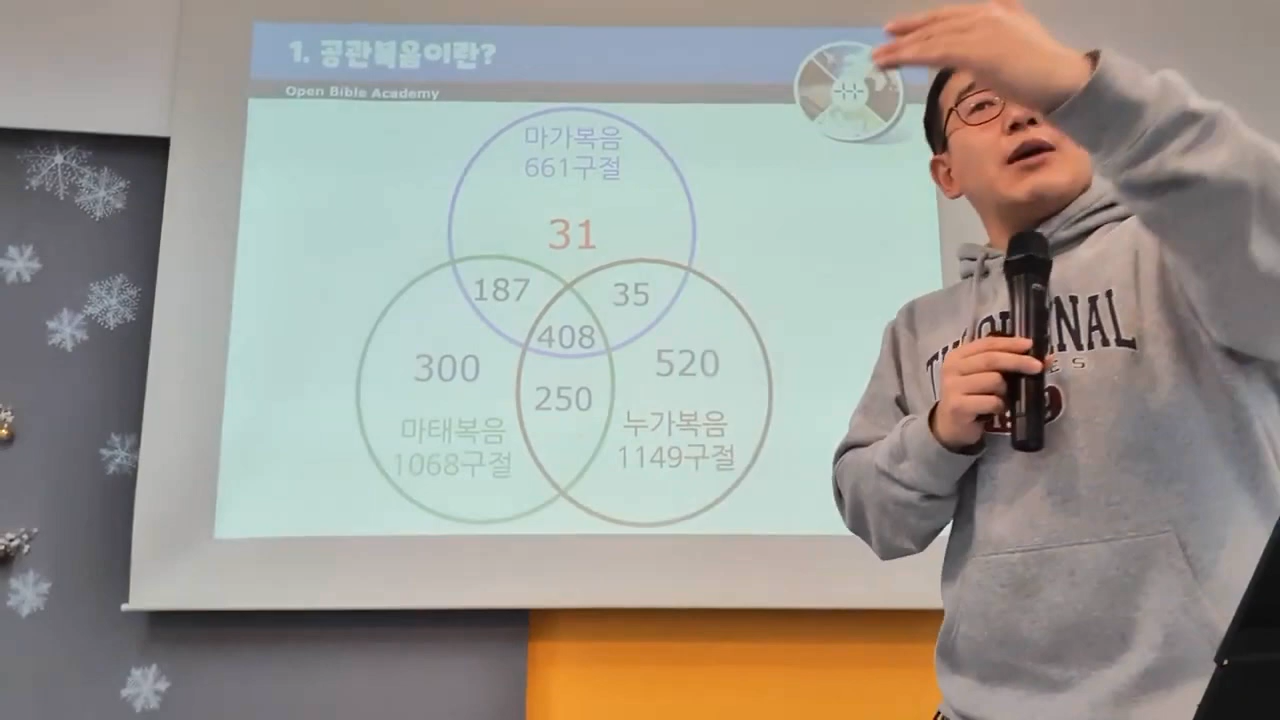 1. 공관복음이란?
Open Bible Academy
마가복음
661구절
31
187
35
408
300
520
250
마태복음
1068구절
누가복음
1149구절